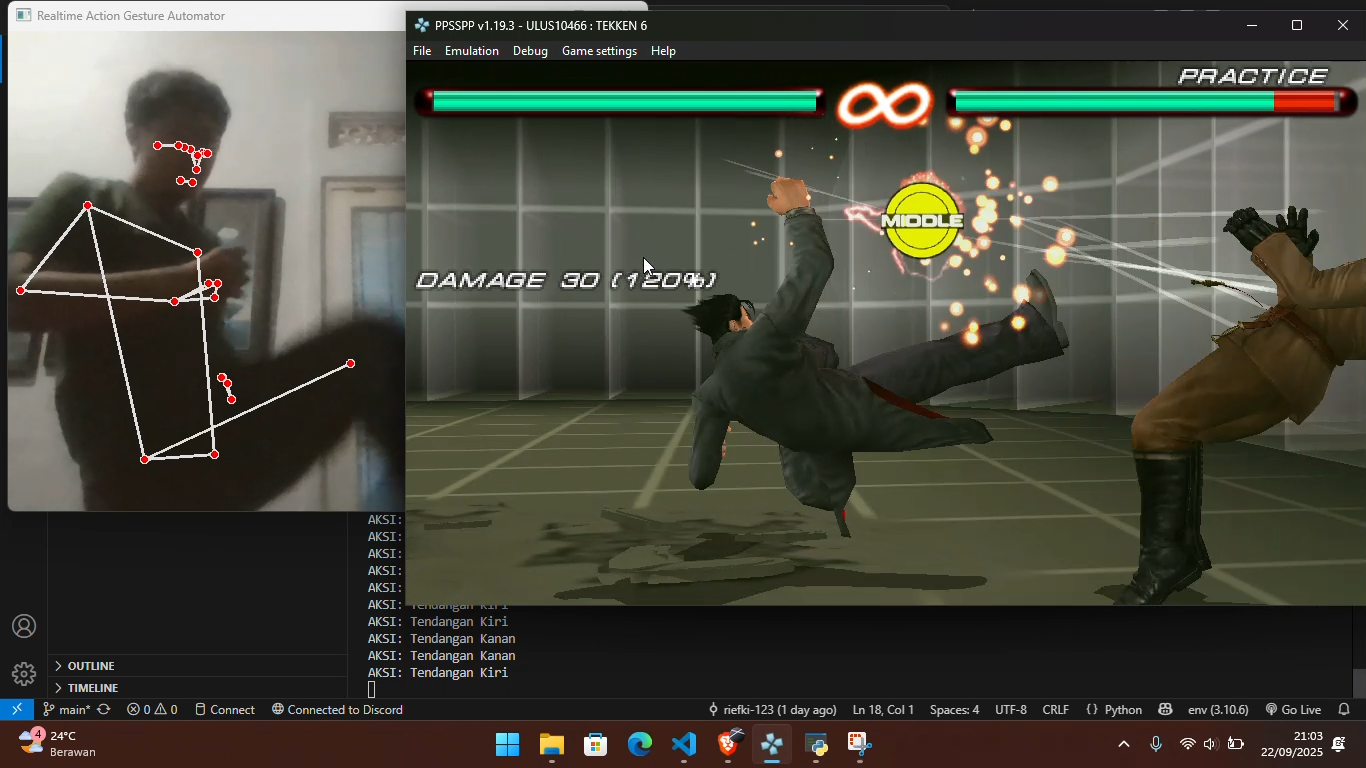 Realtime Action Gesture Automator
PPSSPP v1.19.3 - ULUS10466 : TEKKEN 6
File Emulation Debug Game settings Help
PRACTICE
MIDDLE
DAMAGE 30 (120%)
AKSI:
AKSI:
AKSI:
AKSI:
AKSI:
AKSI: Tendangan Kiri
AKSI: Tendangan Kiri
AKSI: Tendangan Kanan
AKSI: Tendangan Kanan
AKSI: Tendangan Kiri
OUTLINE
TIMELINE
main* 0 0 Connect Connected to Discord riefki-123 (1 day ago) Ln 18, Col 1 Spaces: 4 UTF-8 CRLF {} Python env (3.10.6) Go Live
4
24°C
Berawan
21:03
22/09/2025